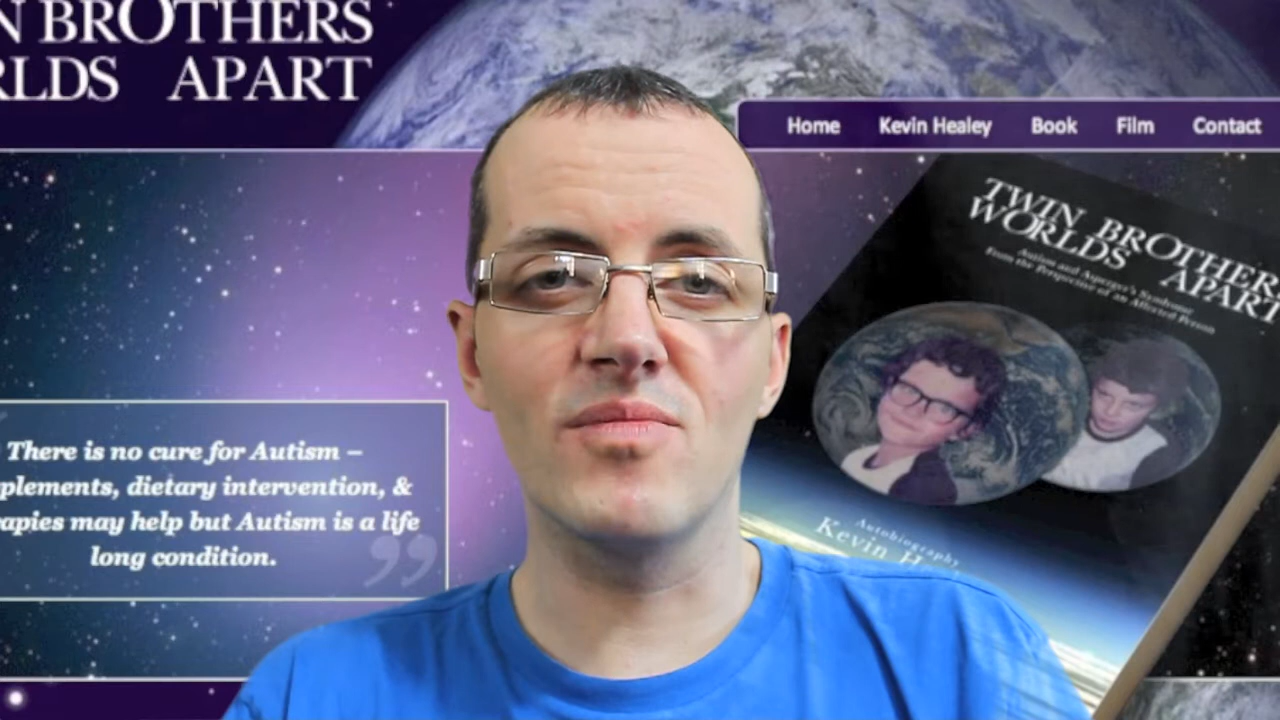 N BROTHERS
RLDS APART
Home Kevin Healey Book Film Contact
TWIN BROTHER
WORLDS APART
Autism and Asperger's Syndrome
From the Perspective of an Affected Person
There is no cure for Autism –
plements, dietary intervention, &
apies may help but Autism is a life
long condition.
”
Autobiography
Kevin H